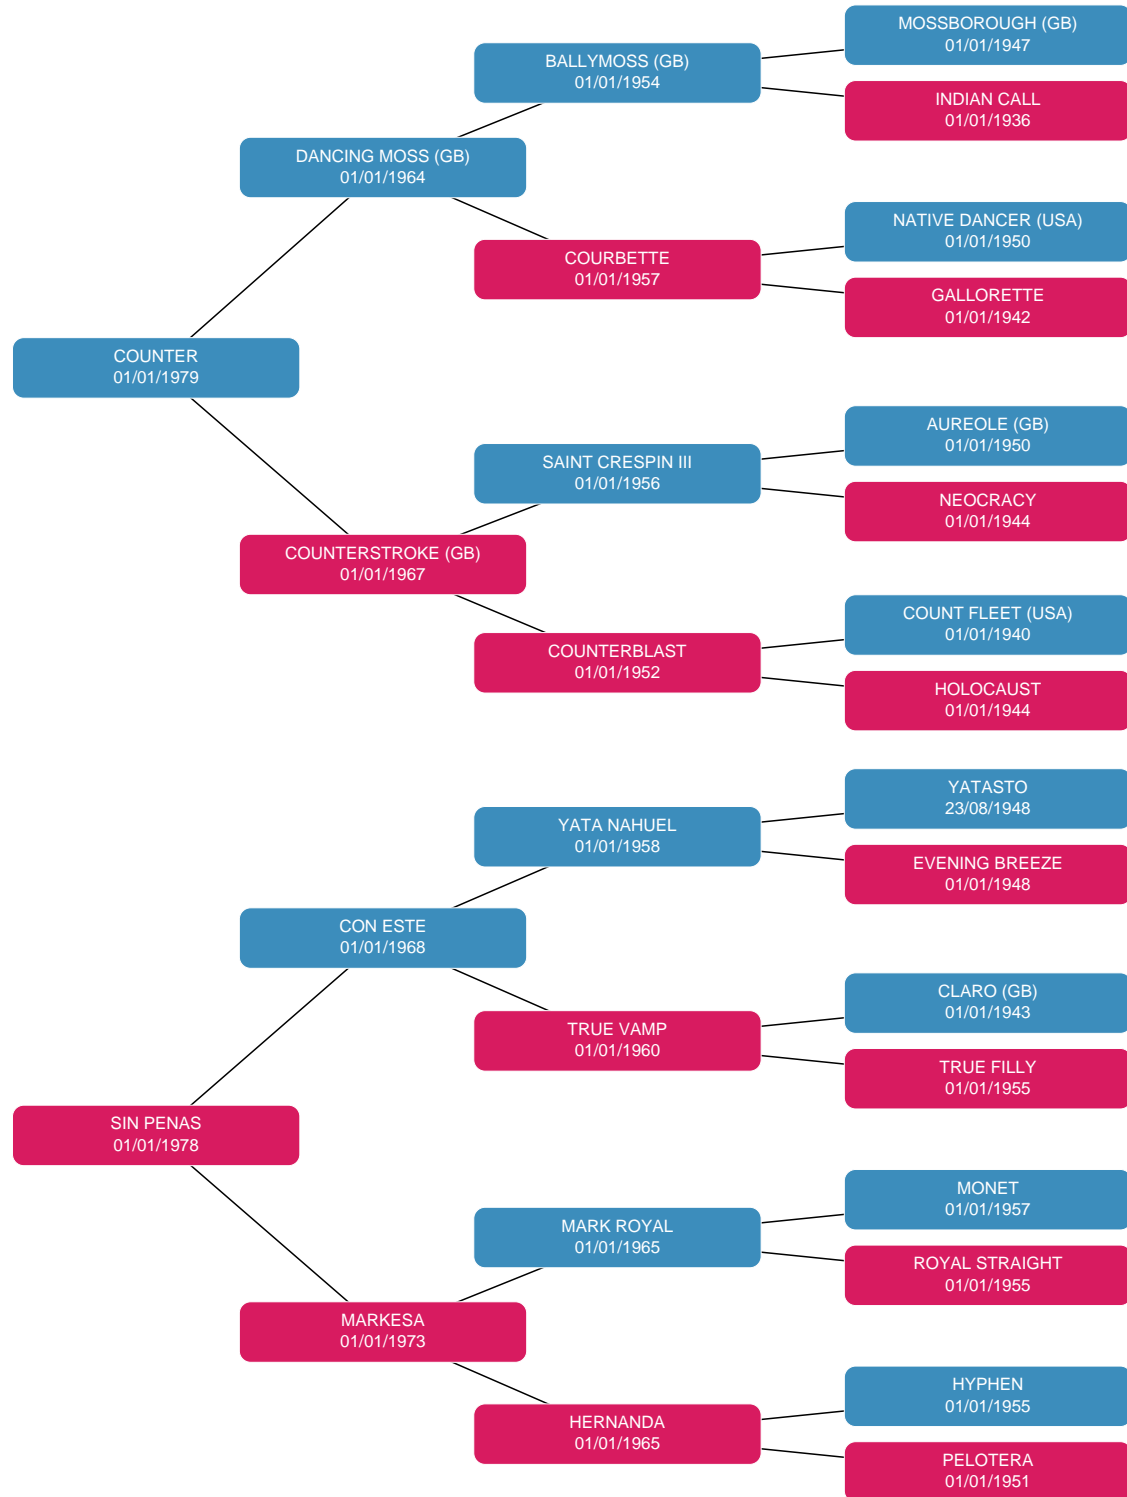 MOSSBOROUGH (GB)
01/01/1947
BALLYMOSS (GB)
01/01/1954
INDIAN CALL
01/01/1936
DANCING MOSS (GB)
01/01/1964
NATIVE DANCER (USA)
01/01/1950
COURBETTE
01/01/1957
GALLORETTE
01/01/1942
COUNTER
01/01/1979
AUREOLE (GB)
01/01/1950
SAINT CRESPIN III
01/01/1956
NEOCRACY
01/01/1944
COUNTERSTROKE (GB)
01/01/1967
COUNT FLEET (USA)
01/01/1940
COUNTERBLAST
01/01/1952
HOLOCAUST
01/01/1944
YATASTO
23/08/1948
YATA NAHUEL
01/01/1958
EVENING BREEZE
01/01/1948
CON ESTE
01/01/1968
CLARO (GB)
01/01/1943
TRUE VAMP
01/01/1960
TRUE FILLY
01/01/1955
SIN PENAS
01/01/1978
MONET
01/01/1957
MARK ROYAL
01/01/1965
ROYAL STRAIGHT
01/01/1955
MARKESA
01/01/1973
HYPHEN
01/01/1955
HERNANDA
01/01/1965
PELOTERA
01/01/1951